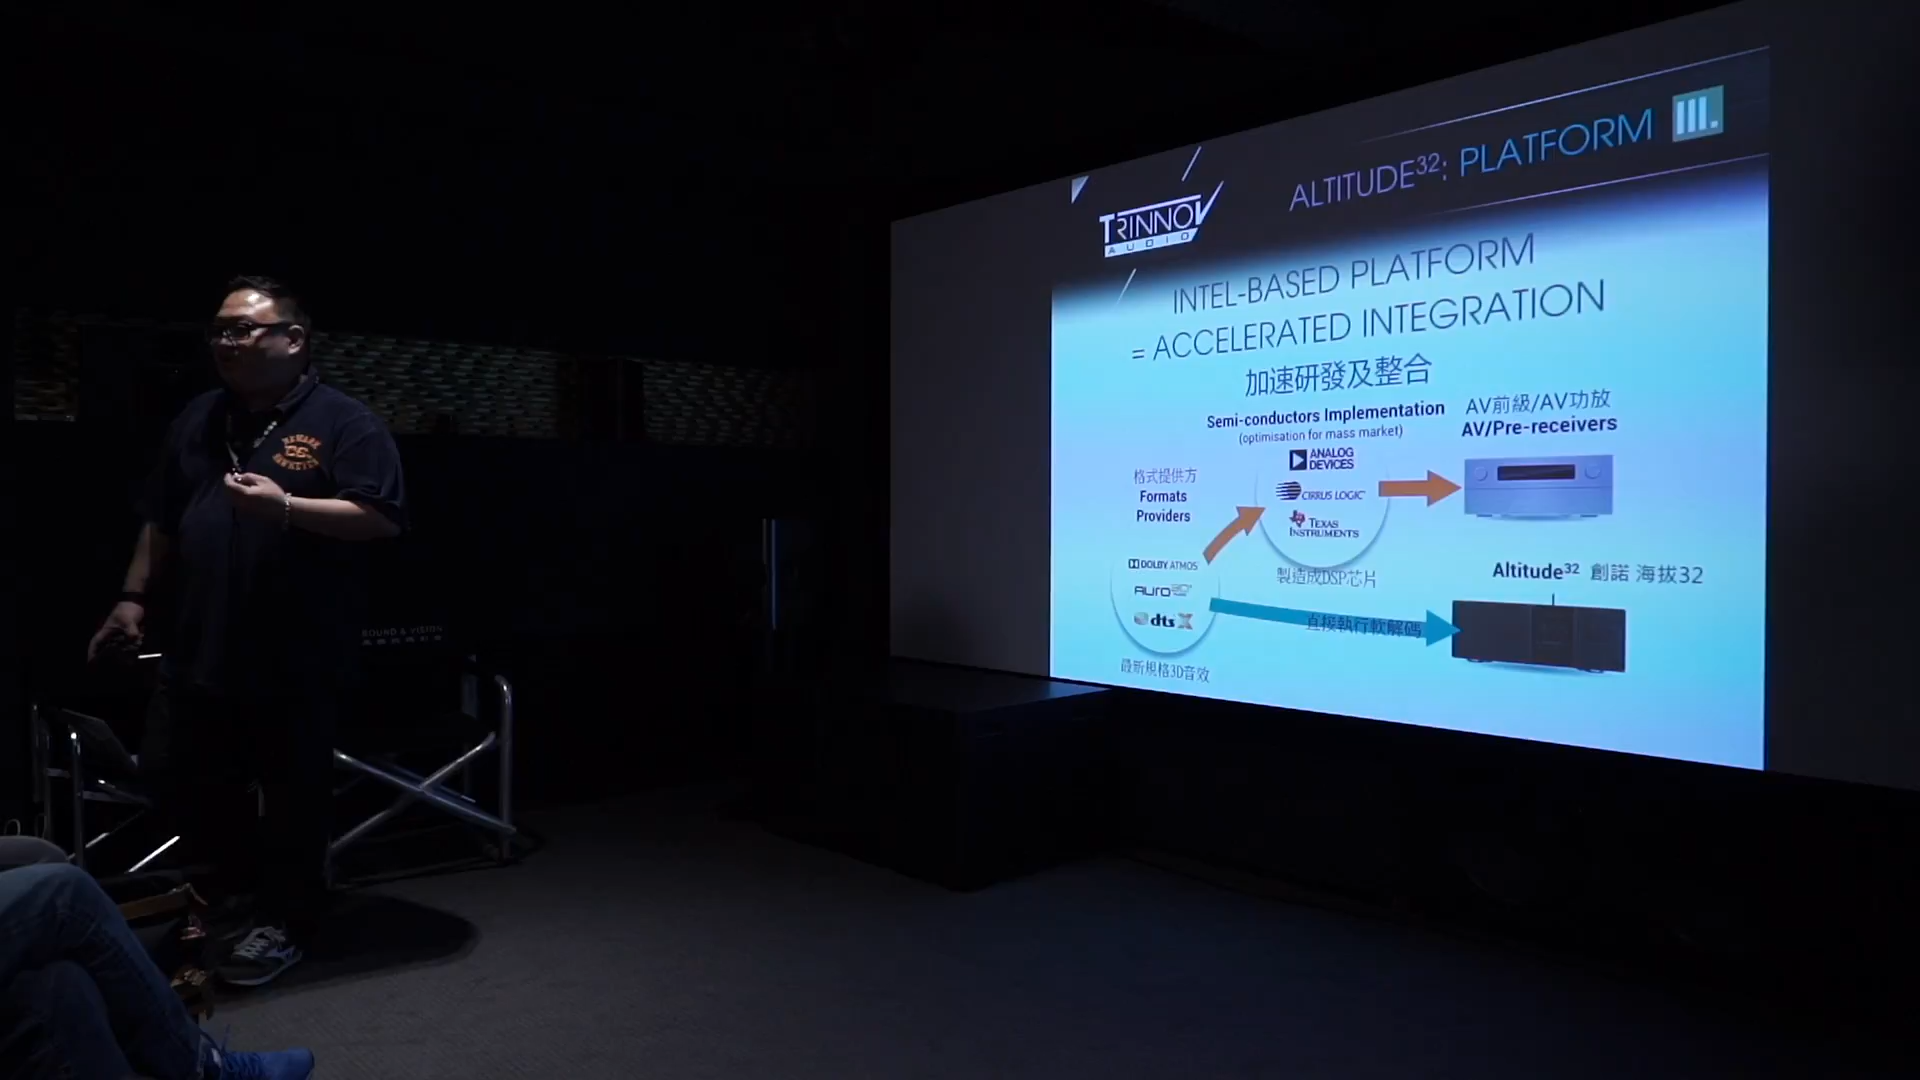 TRINNOV
AUDIO
ALTITUDE32: PLATFORM
INTEL-BASED PLATFORM
= ACCELERATED INTEGRATION
加速研發及整合
Semi-conductors Implementation
(optimisation for mass market)
AV前級/AV功放
AV/Pre-receivers
ANALOG
DEVICES
CIRRUS LOGIC
TEXAS
INSTRUMENTS
製造成DSP芯片
格式提供方
Formats
Providers
DOLBY ATMOS
AURO 3D
dts X
最新規格3D音效
直接執行軟解碼
Altitude32 創諾 海拔32
SOUND & VISION